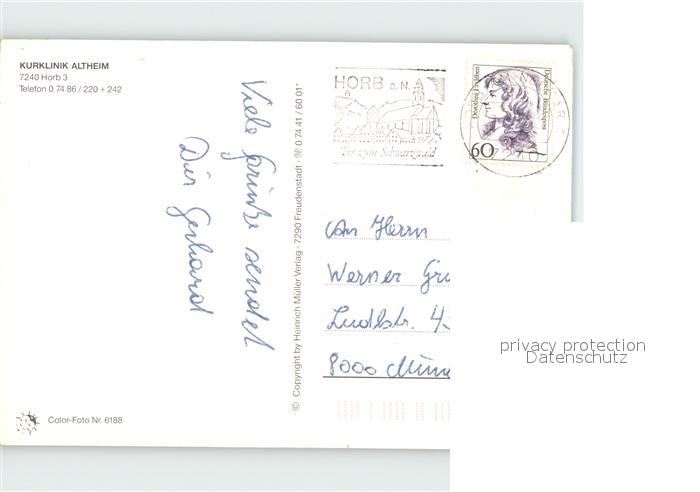 KURKLINIK ALTHEIM
7240 Horb 3
Telefon 0 74 86 / 220 + 242
Viele Grüße sendet
Dir Gerhard
© Copyright by Heinrich Müller Verlag · 7290 Freudenstadt · ☎ 0 74 41 / 60 01
HORB a. N.
Tor zum Schwarzwald
Deutsche Bundespost
60
An Herrn
Werner
8000
Color-Foto Nr. 6188
privacy protection
Datenschutz